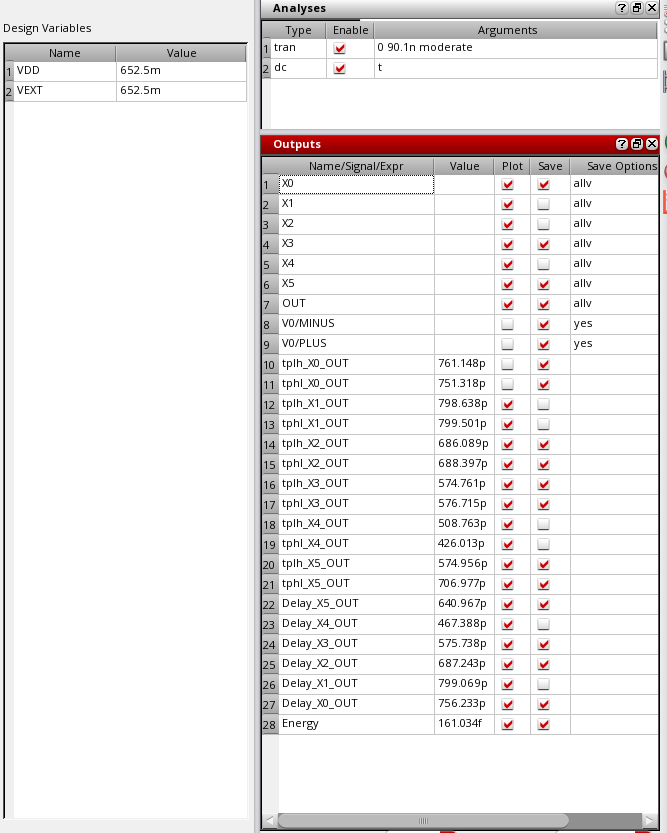 Design Variables
Name Value
1 VDD 652.5m
2 VEXT 652.5m
Analyses
Type Enable Arguments
1 tran 0 90.1n moderate
2 dc t
Outputs
Name/Signal/Expr Value Plot Save Save Options
1 X0 allv
2 X1 allv
3 X2 allv
4 X3 allv
5 X4 allv
6 X5 allv
7 OUT allv
8 V0/MINUS yes
9 V0/PLUS yes
10 tplh_X0_OUT 761.148p
11 tphl_X0_OUT 751.318p
12 tplh_X1_OUT 798.638p
13 tphl_X1_OUT 799.501p
14 tplh_X2_OUT 686.089p
15 tphl_X2_OUT 688.397p
16 tplh_X3_OUT 574.761p
17 tphl_X3_OUT 576.715p
18 tplh_X4_OUT 508.763p
19 tphl_X4_OUT 426.013p
20 tplh_X5_OUT 574.956p
21 tphl_X5_OUT 706.977p
22 Delay_X5_OUT 640.967p
23 Delay_X4_OUT 467.388p
24 Delay_X3_OUT 575.738p
25 Delay_X2_OUT 687.243p
26 Delay_X1_OUT 799.069p
27 Delay_X0_OUT 756.233p
28 Energy 161.034f